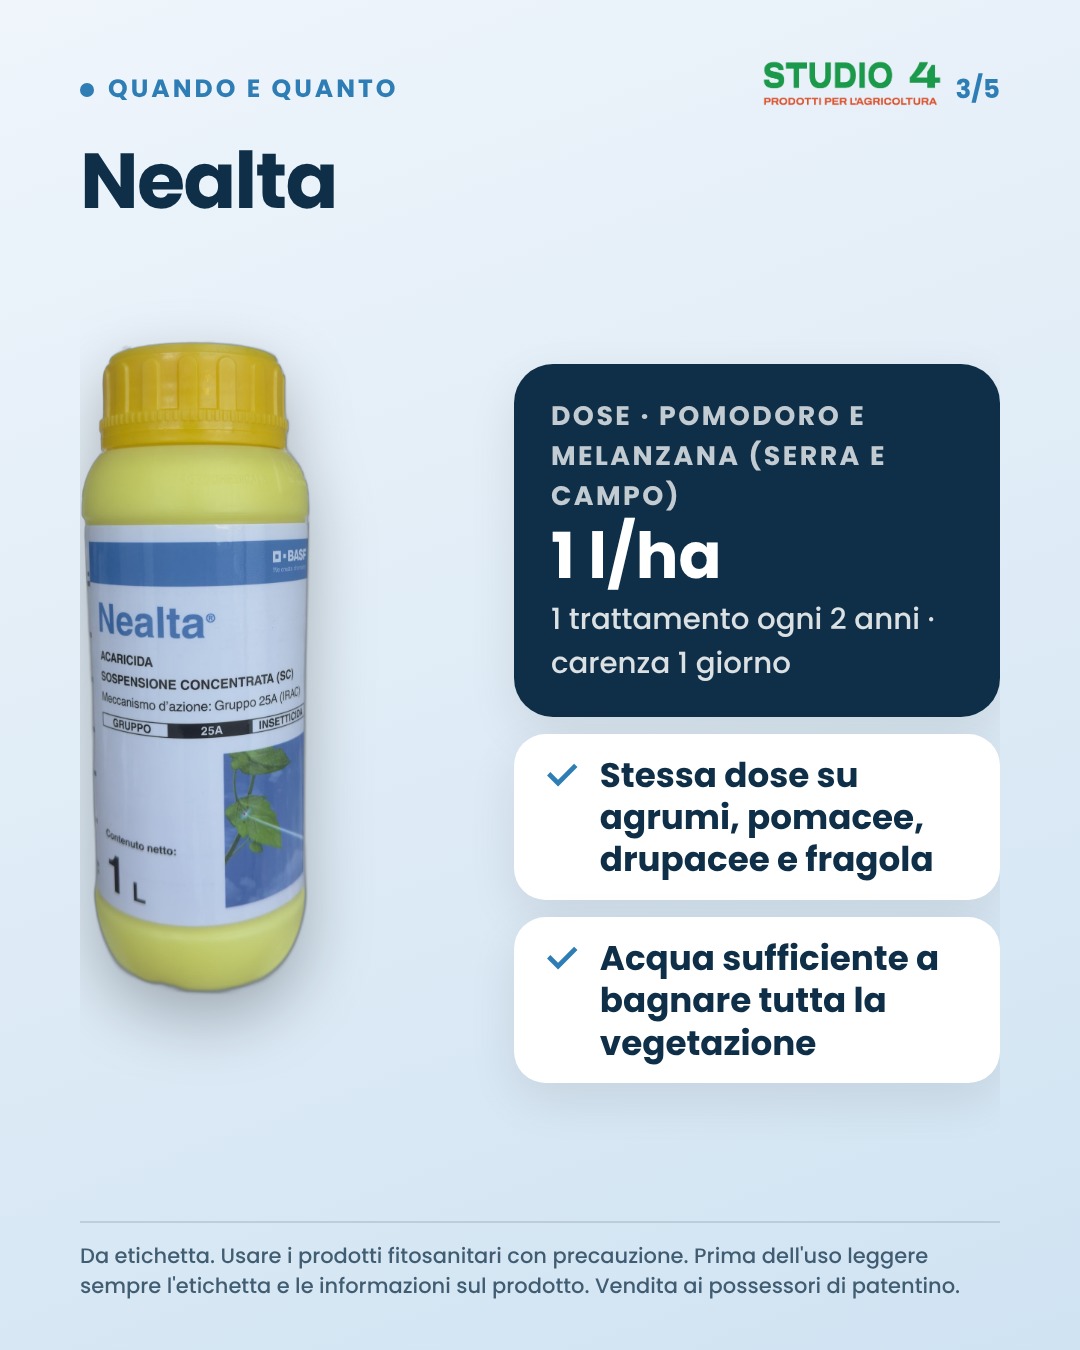 QUANDO E QUANTO
STUDIO 4
PRODOTTI PER L'AGRICOLTURA
3/5
Nealta
BASF
Nealta®
ACARICIDA
SOSPENSIONE CONCENTRATA (SC)
Meccanismo d'azione: Gruppo 25A (IRAC)
GRUPPO 25A INSETTICIDA
Contenuto netto:
1 L
DOSE · POMODORO E
MELANZANA (SERRA E
CAMPO)
1 l/ha
1 trattamento ogni 2 anni ·
carenza 1 giorno
Stessa dose su
agrumi, pomacee,
drupacee e fragola
Acqua sufficiente a
bagnare tutta la
vegetazione
Da etichetta. Usare i prodotti fitosanitari con precauzione. Prima dell'uso leggere
sempre l'etichetta e le informazioni sul prodotto. Vendita ai possessori di patentino.